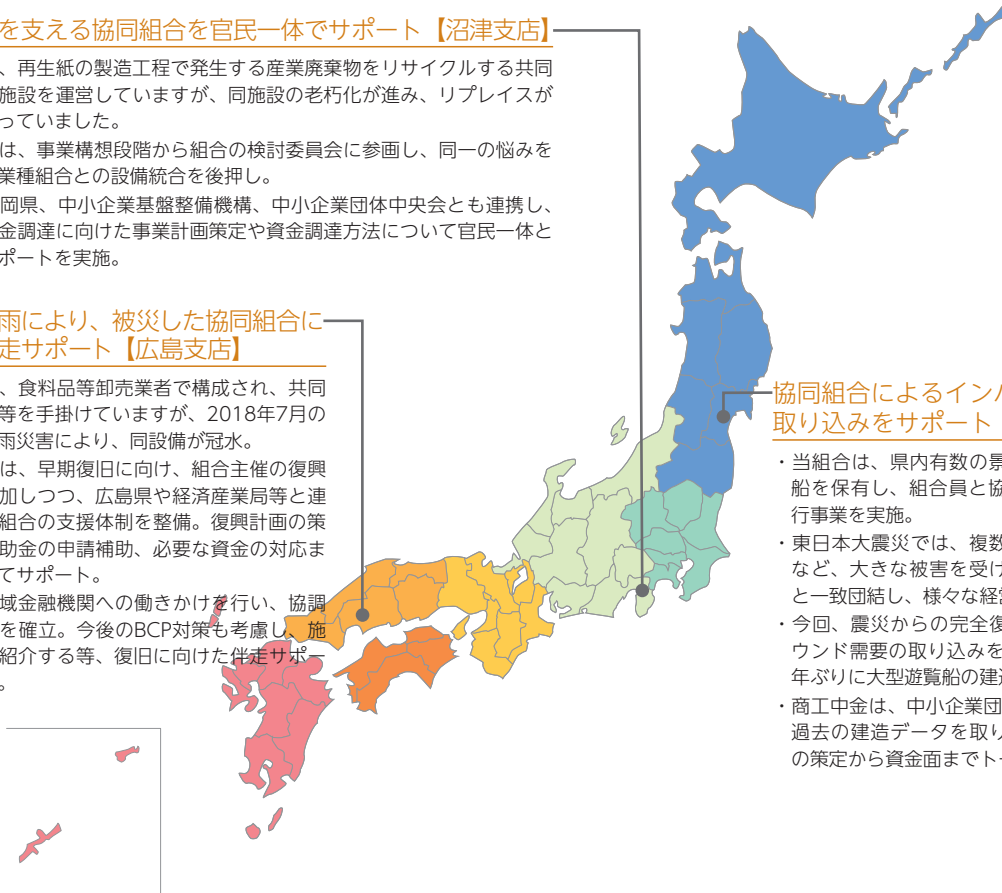 を支える協同組合を官民一体でサポート【沼津支店】
、再生紙の製造工程で発生する産業廃棄物をリサイクルする共同
施設を運営していますが、同施設の老朽化が進み、リプレイスが
っていました。
は、事業構想段階から組合の検討委員会に参画し、同一の悩みを
業種組合との設備統合を後押し。
岡県、中小企業基盤整備機構、中小企業団体中央会とも連携し、
金調達に向けた事業計画策定や資金調達方法について官民一体と
ポートを実施。
雨により、被災した協同組合に
走サポート【広島支店】
、食料品等卸売業者で構成され、共同
等を手掛けていますが、2018年7月の
雨災害により、同設備が冠水。
は、早期復旧に向け、組合主催の復興
加しつつ、広島県や経済産業局等と連
組合の支援体制を整備。復興計画の策
助金の申請補助、必要な資金の対応ま
てサポート。
域金融機関への働きかけを行い、協調
を確立。今後のBCP対策も考慮し、施
紹介する等、復旧に向けた伴走サポー
。
協同組合によるインバ
取り込みをサポート
・当組合は、県内有数の景
船を保有し、組合員と協
行事業を実施。
・東日本大震災では、複数
など、大きな被害を受け
と一致団結し、様々な経営
・今回、震災からの完全復
ウンド需要の取り込みを
年ぶりに大型遊覧船の建造
・商工中金は、中小企業団
過去の建造データを取り
の策定から資金面までトー